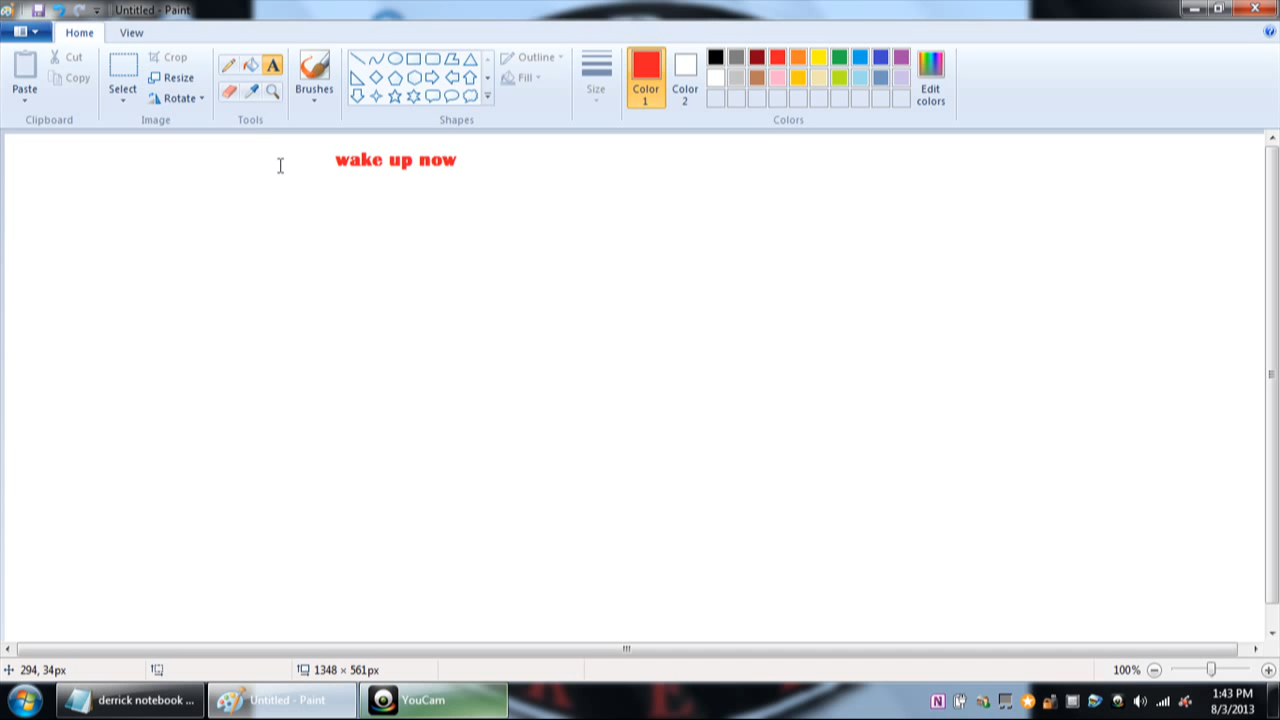 Untitled - Paint
Home
View
Paste
Cut
Copy
Clipboard
Select
Crop
Resize
Rotate
Image
A
Tools
Brushes
Shapes
Outline
Fill
Size
Color 1
Color 2
Colors
Edit colors
wake up now
294, 34px
1348 × 561px
100%
derrick notebook ...
Untitled - Paint
YouCam
N
1:43 PM
8/3/2013